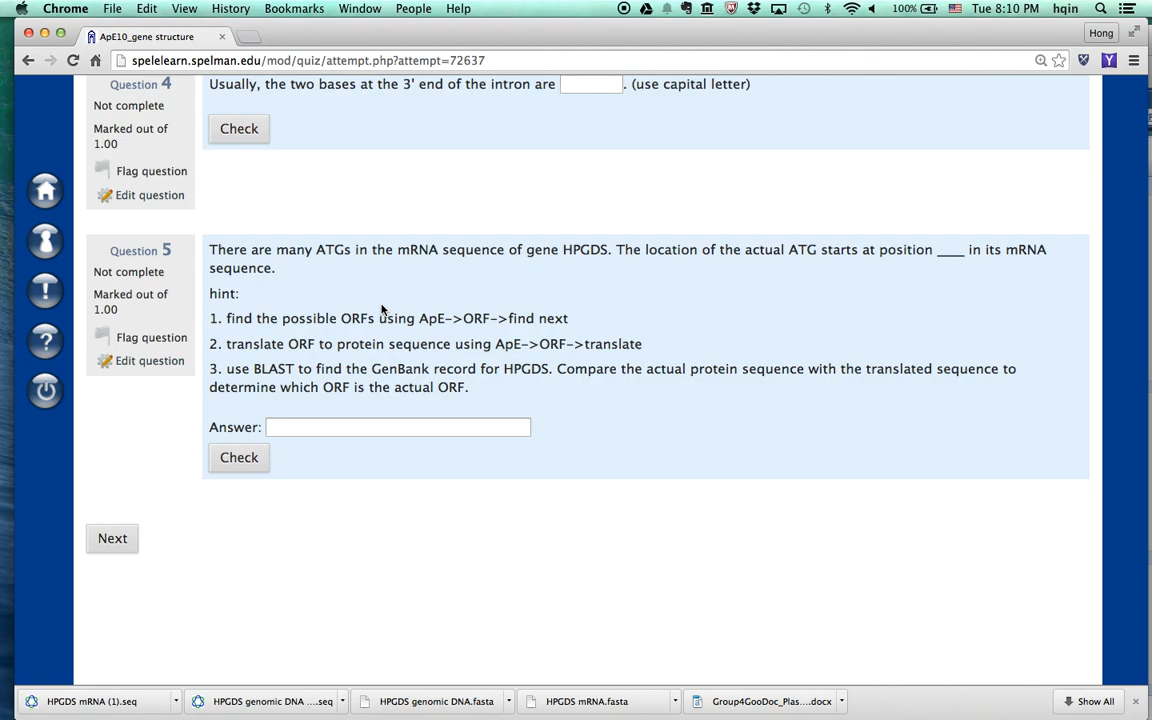 Chrome File Edit View History Bookmarks Window People Help 100% Tue 8:10 PM hqin
ApE10_gene structure × Hong
spelelearn.spelman.edu/mod/quiz/attempt.php?attempt=72637
Question 4
Not complete
Marked out of
1.00
Flag question
Edit question
Usually, the two bases at the 3' end of the intron are . (use capital letter)
Check
Question 5
Not complete
Marked out of
1.00
Flag question
Edit question
There are many ATGs in the mRNA sequence of gene HPGDS. The location of the actual ATG starts at position ____ in its mRNA
sequence.
hint:
1. find the possible ORFs using ApE->ORF->find next
2. translate ORF to protein sequence using ApE->ORF->translate
3. use BLAST to find the GenBank record for HPGDS. Compare the actual protein sequence with the translated sequence to
determine which ORF is the actual ORF.
Answer:
Check
Next
HPGDS mRNA (1).seq HPGDS genomic DNA ....seq HPGDS genomic DNA.fasta HPGDS mRNA.fasta Group4GooDoc_Plas....docx Show All ×